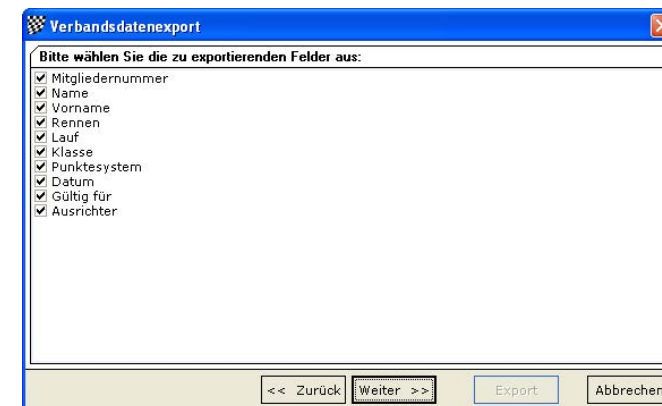 Verbandsdatenexport
Bitte wählen Sie die zu exportierenden Felder aus:
Mitgliedernummer
Name
Vorname
Rennen
Lauf
Klasse
Punktesystem
Datum
Gültig für
Ausrichter
<< Zurück Weiter >> Export Abbrechen